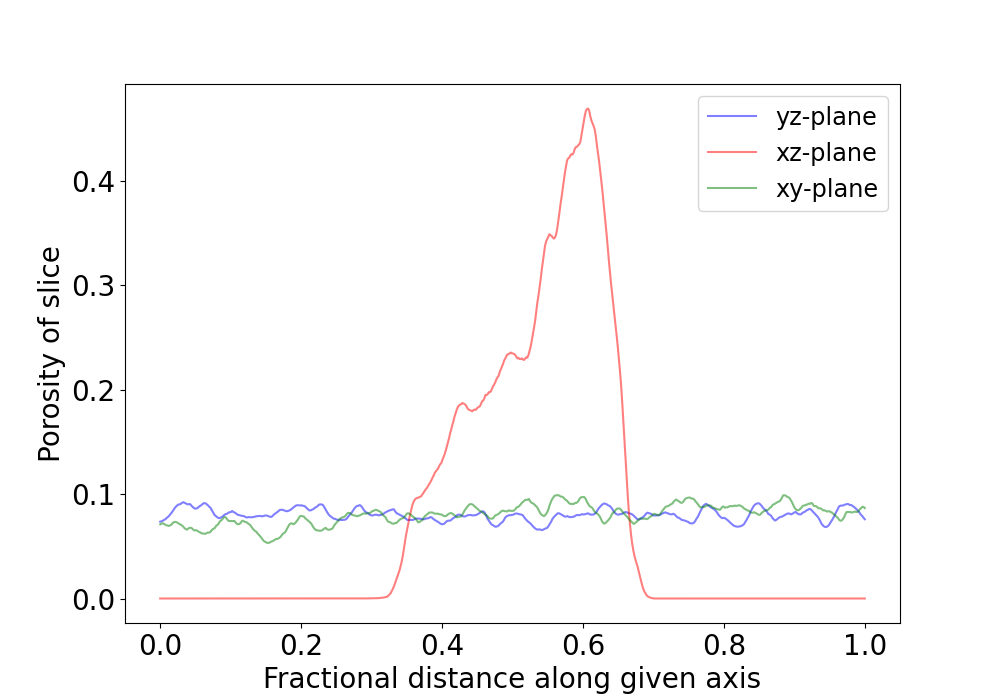 yz-plane
xz-plane
xy-plane
Porosity of slice
0.4
0.3
0.2
0.1
0.0
0.0 0.2 0.4 0.6 0.8 1.0
Fractional distance along given axis